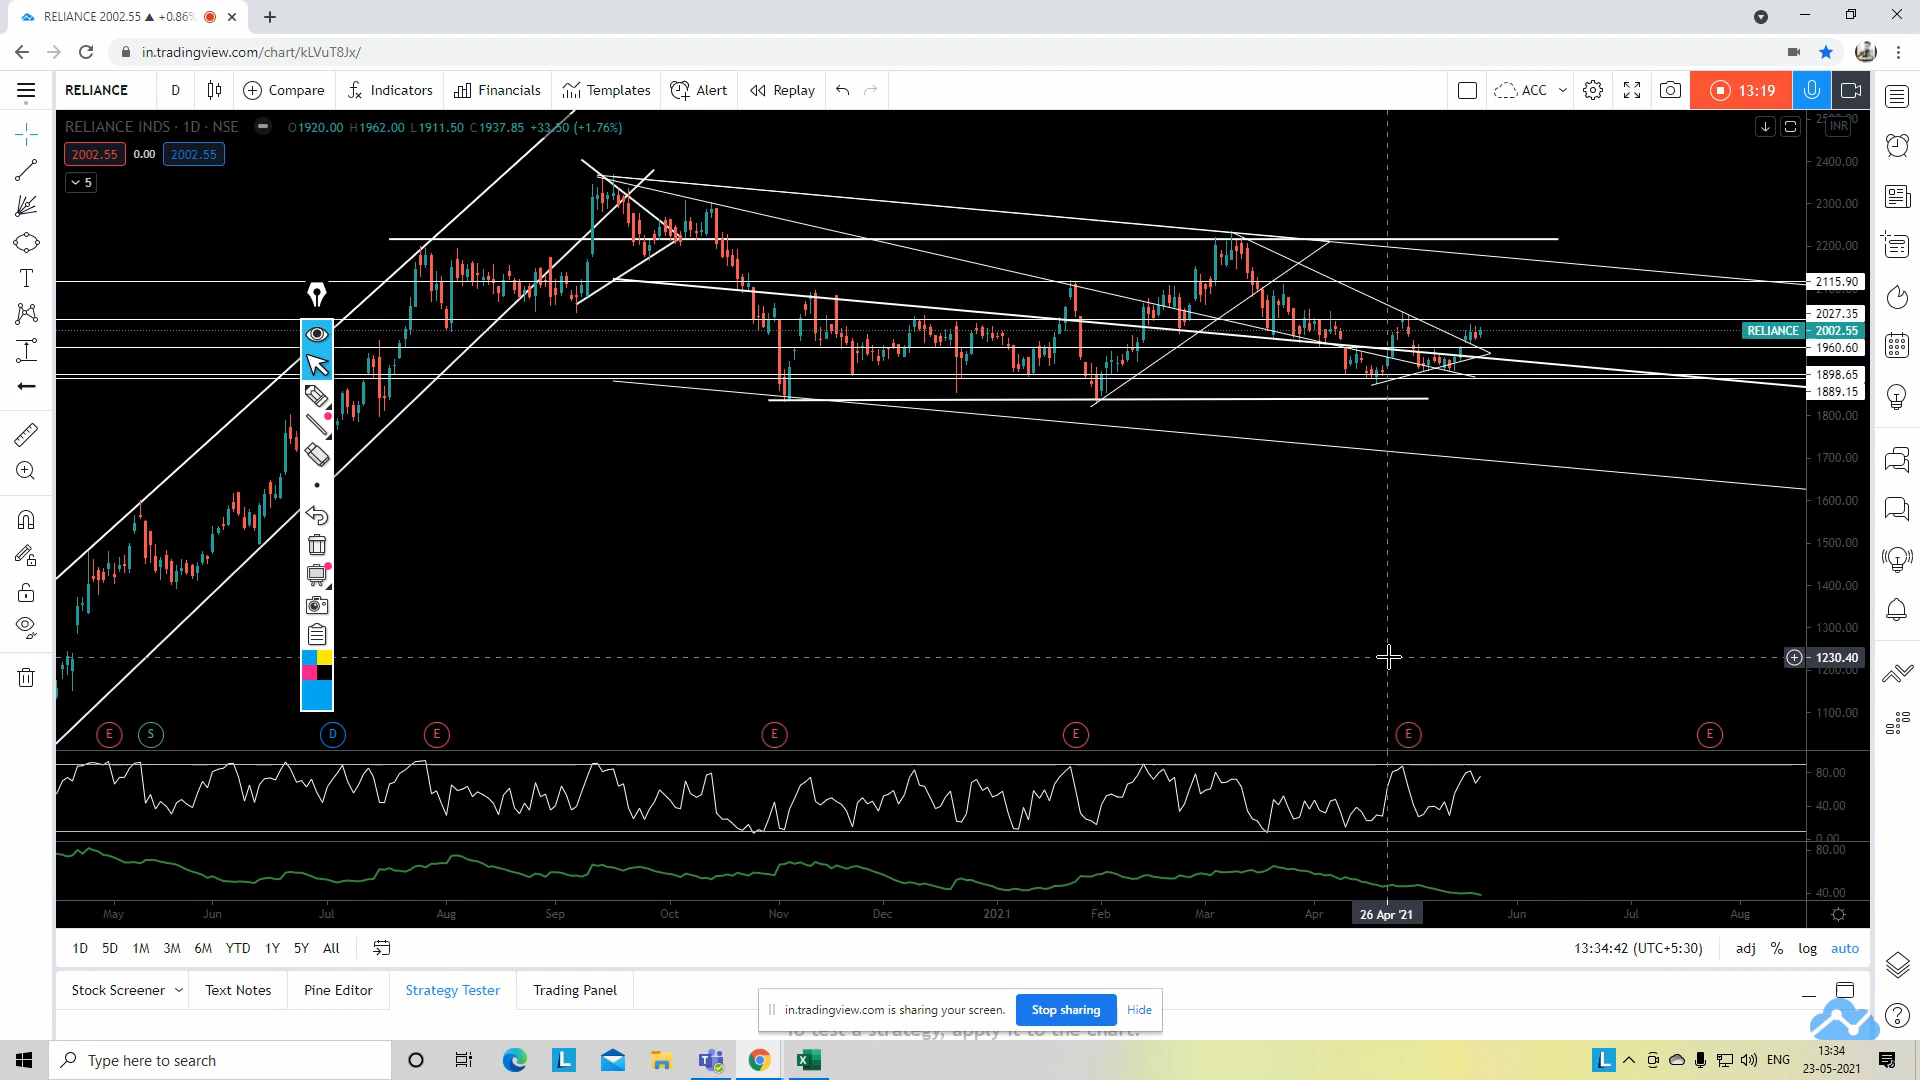 RELIANCE 2002.55 ▲ +0.86%
in.tradingview.com/chart/kLVuT8Jx/
RELIANCE D Compare Indicators Financials Templates Alert Replay ACC 13:19
RELIANCE INDS · 1D · NSE O1920.00 H1962.00 L1911.50 C1937.85 +33.50 (+1.76%) INR
2002.55 0.00 2002.55
5
2400.00
2300.00
2200.00
2115.90
2027.35
RELIANCE 2002.55
1960.60
1898.65
1889.15
1800.00
1700.00
1600.00
1500.00
1400.00
1300.00
1230.40
1100.00
E S D E E E E E
80.00
40.00
0.00
80.00
40.00
May Jun Jul Aug Sep Oct Nov Dec 2021 Feb Mar Apr 26 Apr '21 Jun Jul Aug
1D 5D 1M 3M 6M YTD 1Y 5Y All 13:34:42 (UTC+5:30) adj % log auto
Stock Screener Text Notes Pine Editor Strategy Tester Trading Panel
in.tradingview.com is sharing your screen. Stop sharing Hide
To test a strategy, apply it to the chart.
Type here to search L L ENG 13:34
23-05-2021